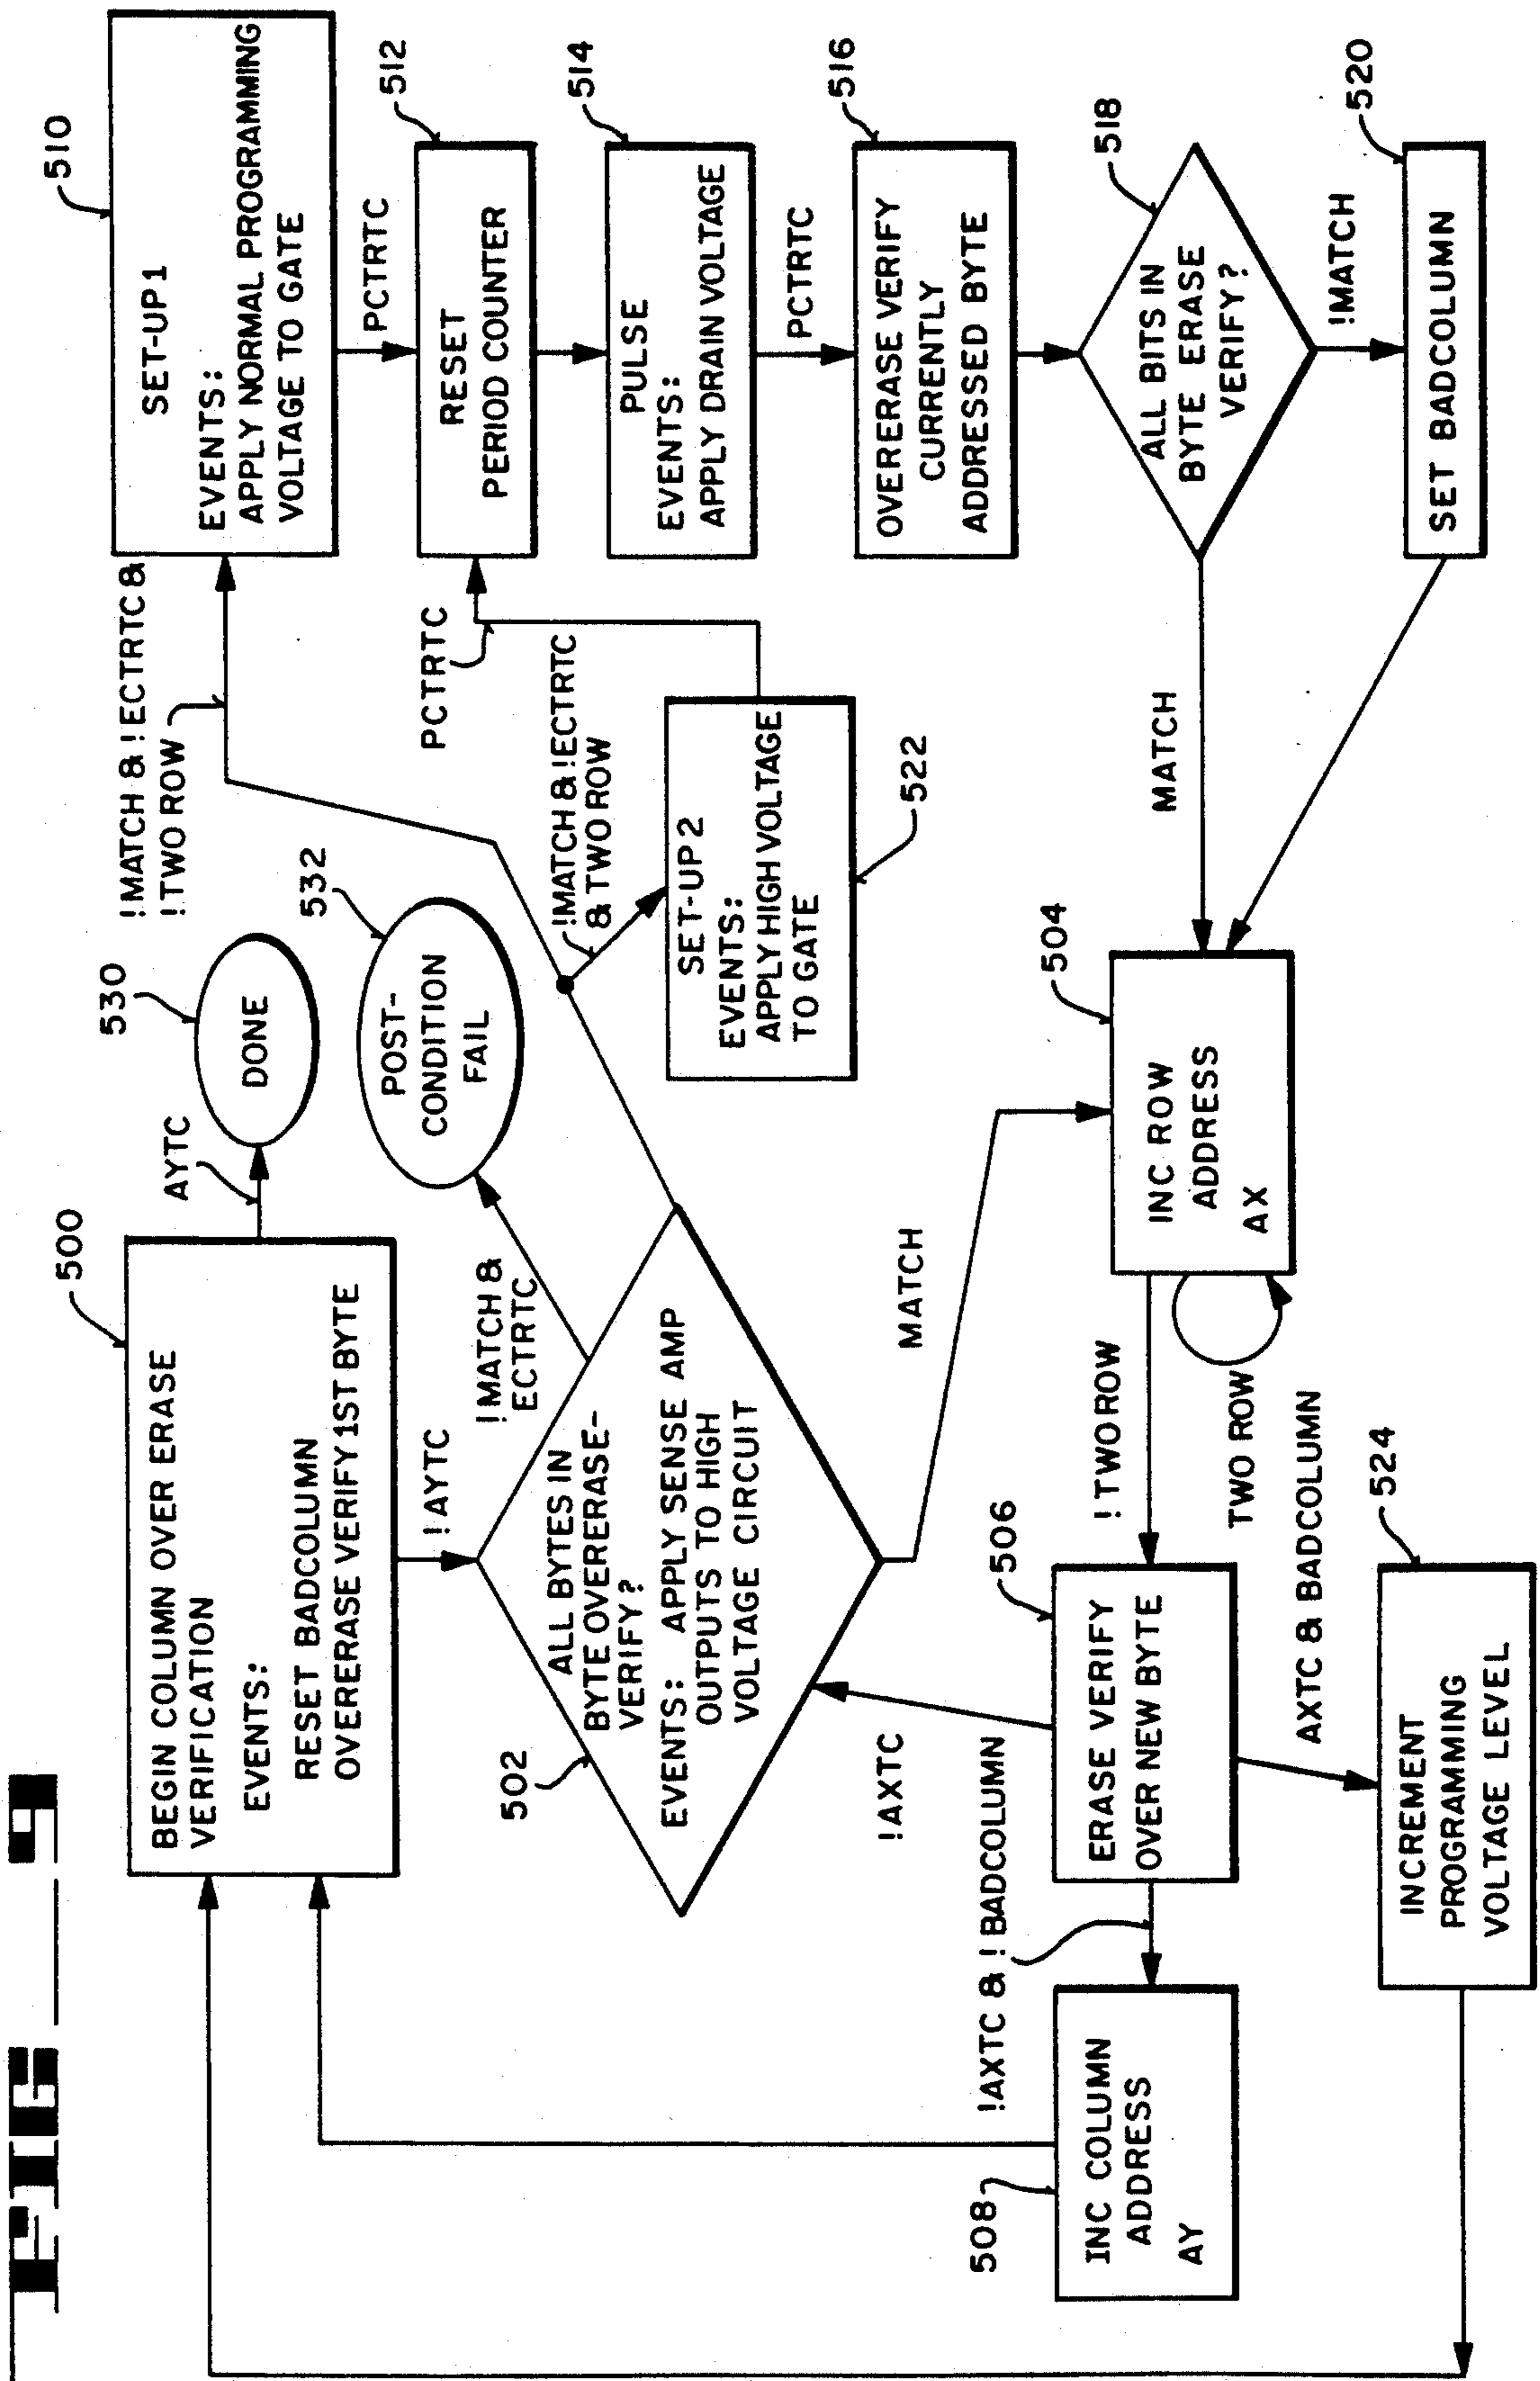 FIG 5
500
BEGIN COLUMN OVER ERASE
VERIFICATION
EVENTS:
RESET BADCOLUMN
OVERERASE VERIFY 1ST BYTE
AYTC
530
DONE
!AYTC
502
ALL BYTES IN
BYTE OVERERASE-
VERIFY?
EVENTS: APPLY SENSE AMP
OUTPUTS TO HIGH
VOLTAGE CIRCUIT
!MATCH &
ECTRTC
532
POST-
CONDITION
FAIL
!MATCH & !ECTRTC &
!TWO ROW
510
SET-UP1
EVENTS:
APPLY NORMAL PROGRAMMING
VOLTAGE TO GATE
PCTRTC
512
RESET
PERIOD COUNTER
514
PULSE
EVENTS:
APPLY DRAIN VOLTAGE
PCTRTC
516
OVERERASE VERIFY
CURRENTLY
ADDRESSED BYTE
518
ALL BITS IN
BYTE ERASE
VERIFY?
!MATCH
520
SET BADCOLUMN
MATCH
!MATCH & !ECTRTC
& TWO ROW
PCTRTC
SET-UP2
EVENTS:
APPLY HIGH VOLTAGE
TO GATE
522
MATCH
504
INC ROW
ADDRESS
AX
! TWO ROW
TWO ROW
506
ERASE VERIFY
OVER NEW BYTE
!AXTC
!AXTC & ! BADCOLUMN
508
INC COLUMN
ADDRESS
AY
AXTC & BADCOLUMN
524
INCREMENT
PROGRAMMING
VOLTAGE LEVEL